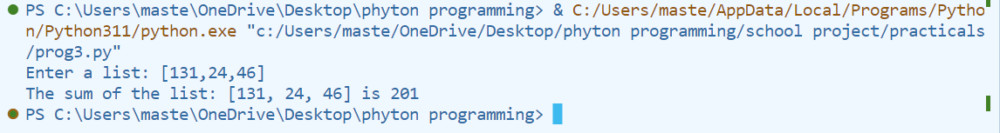 PS C:\Users\maste\OneDrive\Desktop\phyton programming> & C:/Users/maste/AppData/Local/Programs/Pytho
n/Python311/python.exe "c:/Users/maste/OneDrive/Desktop/phyton programming/school project/practicals
/prog3.py"
Enter a list: [131,24,46]
The sum of the list: [131, 24, 46] is 201
PS C:\Users\maste\OneDrive\Desktop\phyton programming>